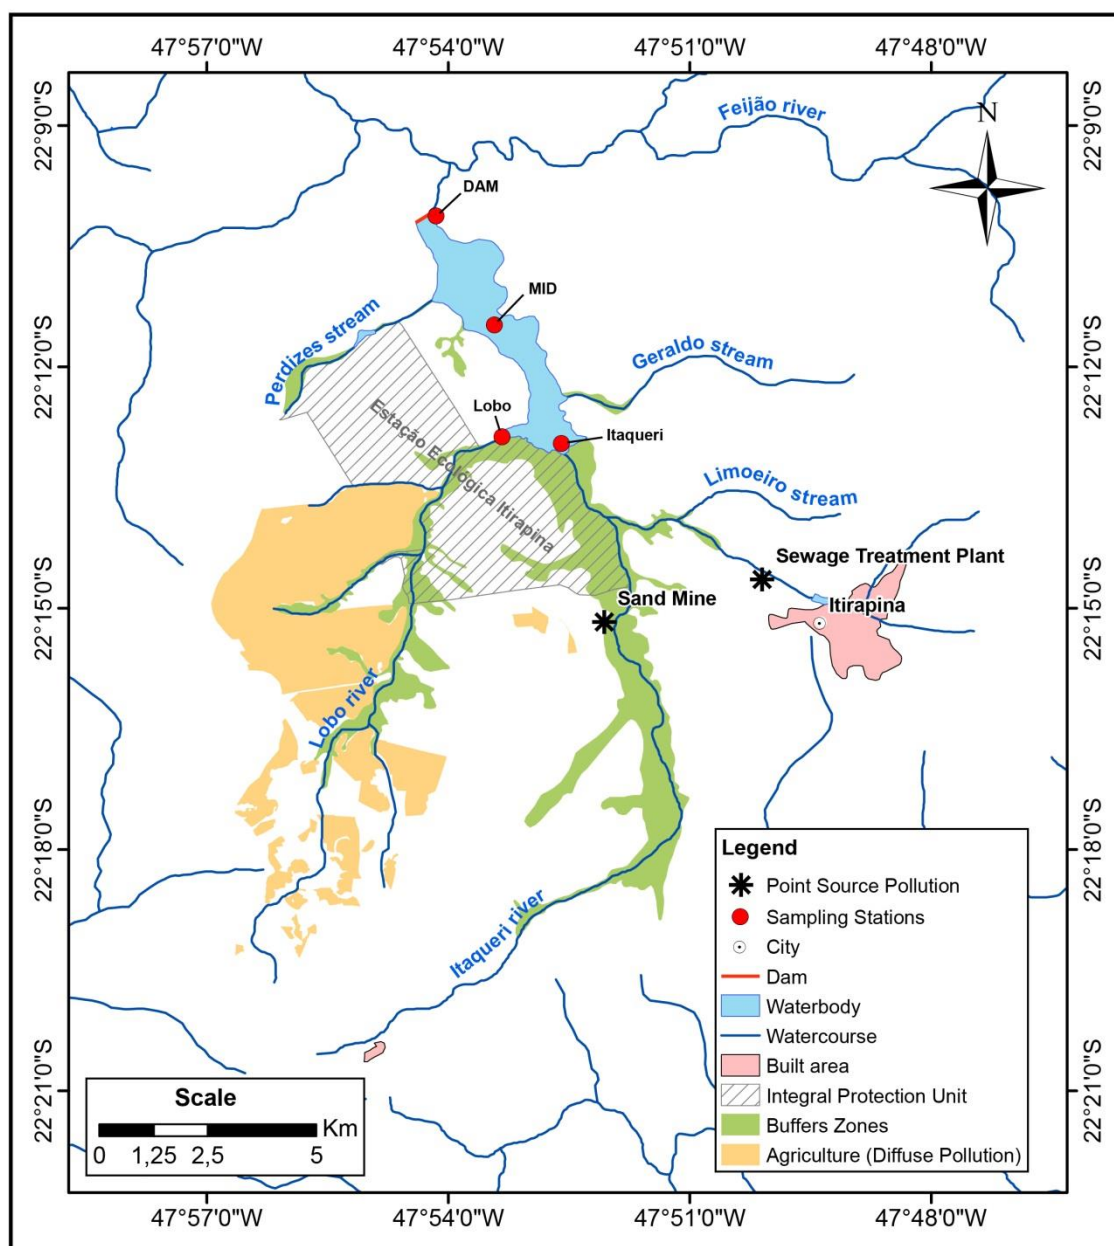 47°57'0"W 47°54'0"W 47°51'0"W 47°48'0"W
22°9'0"S
22°12'0"S
22°15'0"S
22°18'0"S
22°21'0"S
Feijão river
N
22°9'0"S
22°12'0"S
22°15'0"S
22°18'0"S
22°21'0"S
DAM
MID
Perdizes stream
Geraldo stream
Lobo
Itaqueri
Estação Ecológica Itirapina
Limoeiro stream
Sewage Treatment Plant
Sand Mine
Itirapina
Lobo river
Itaqueri river
Legend
Point Source Pollution
Sampling Stations
City
Dam
Waterbody
Watercourse
Built area
Integral Protection Unit
Buffers Zones
Agriculture (Diffuse Pollution)
Scale
Km
0 1,25 2,5 5
47°57'0"W 47°54'0"W 47°51'0"W 47°48'0"W